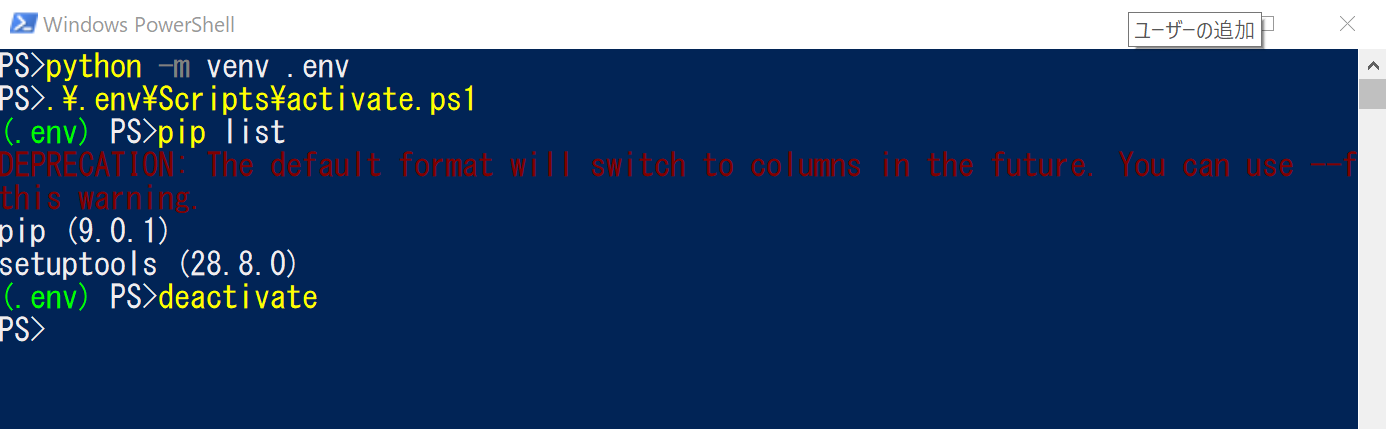 Windows PowerShell
ユーザーの追加
PS>python -m venv .env
PS>.¥.env¥Scripts¥activate.ps1
(.env) PS>pip list
DEPRECATION: The default format will switch to columns in the future. You can use --f
this warning.
pip (9.0.1)
setuptools (28.8.0)
(.env) PS>deactivate
PS>